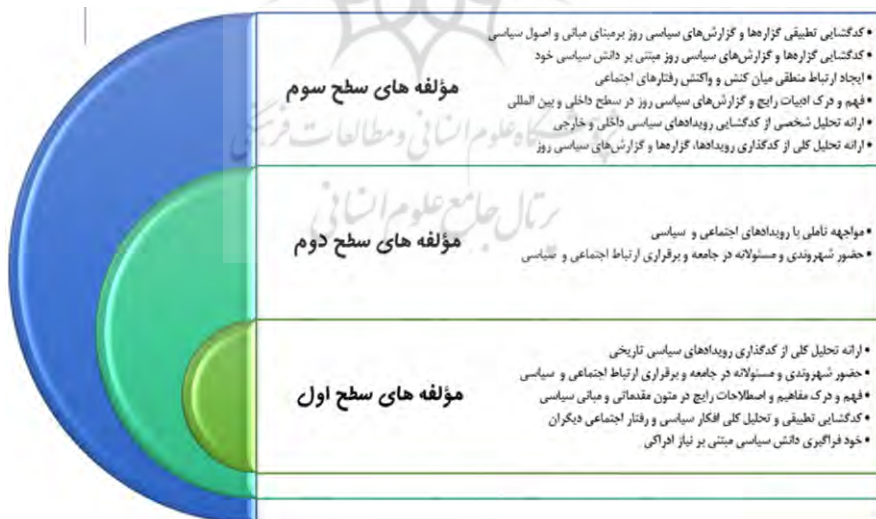 مؤلفه های سطح سوم
• کدگشایی تطبیقی گزاره‌ها و گزارش‌های سیاسی روز برمبنای مبانی و اصول سیاسی
• کدگشایی گزاره‌ها و گزارش‌های سیاسی روز مبتنی بر دانش سیاسی خود
• ایجاد ارتباط منطقی میان کنش و واکنش رفتارهای اجتماعی
• فهم و درک ادبیات رایج و گزارش‌های سیاسی روز در سطح داخلی و بین المللی
• ارائه تحلیل شخصی از کدگشایی رویدادهای سیاسی داخلی و خارجی
• ارائه تحلیل کلی از کدگذاری رویدادها، گزاره‌ها و گزارش‌های سیاسی روز
پژوهشگاه علوم انسانی و مطالعات فرهنگی
پرتال جامع علوم انسانی
مؤلفه های سطح دوم
• مواجهه تاملی با رویدادهای اجتماعی و سیاسی
• حضور شهروندی و مسئولانه در جامعه و برقراری ارتباط اجتماعی و سیاسی
مؤلفه های سطح اول
• ارائه تحلیل کلی از کدگذاری رویدادهای سیاسی تاریخی
• حضور شهروندی و مسئولانه در جامعه و برقراری ارتباط اجتماعی و سیاسی
• فهم و درک مفاهیم و اصطلاحات رایج در متون مقدماتی و مبانی سیاسی
• کدگشایی تطبیقی و تحلیل کلی افکار سیاسی و رفتار اجتماعی دیگران
• خود فراگیری دانش سیاسی مبتنی بر نیاز ادراکی